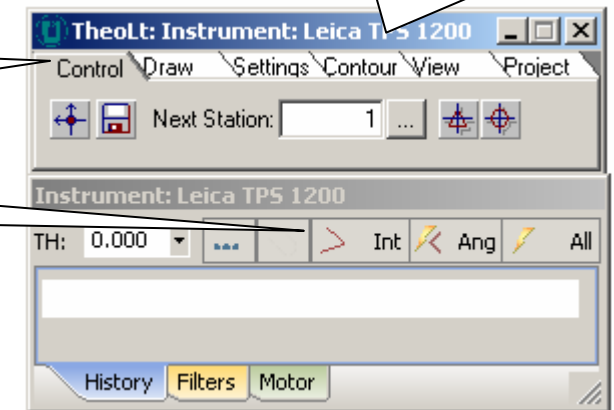 TheoLt: Instrument: Leica TPS 1200
Control Draw Settings Contour View Project
Next Station: 1 ...
Instrument: Leica TPS 1200
TH: 0.000 Int Ang All
History Filters Motor